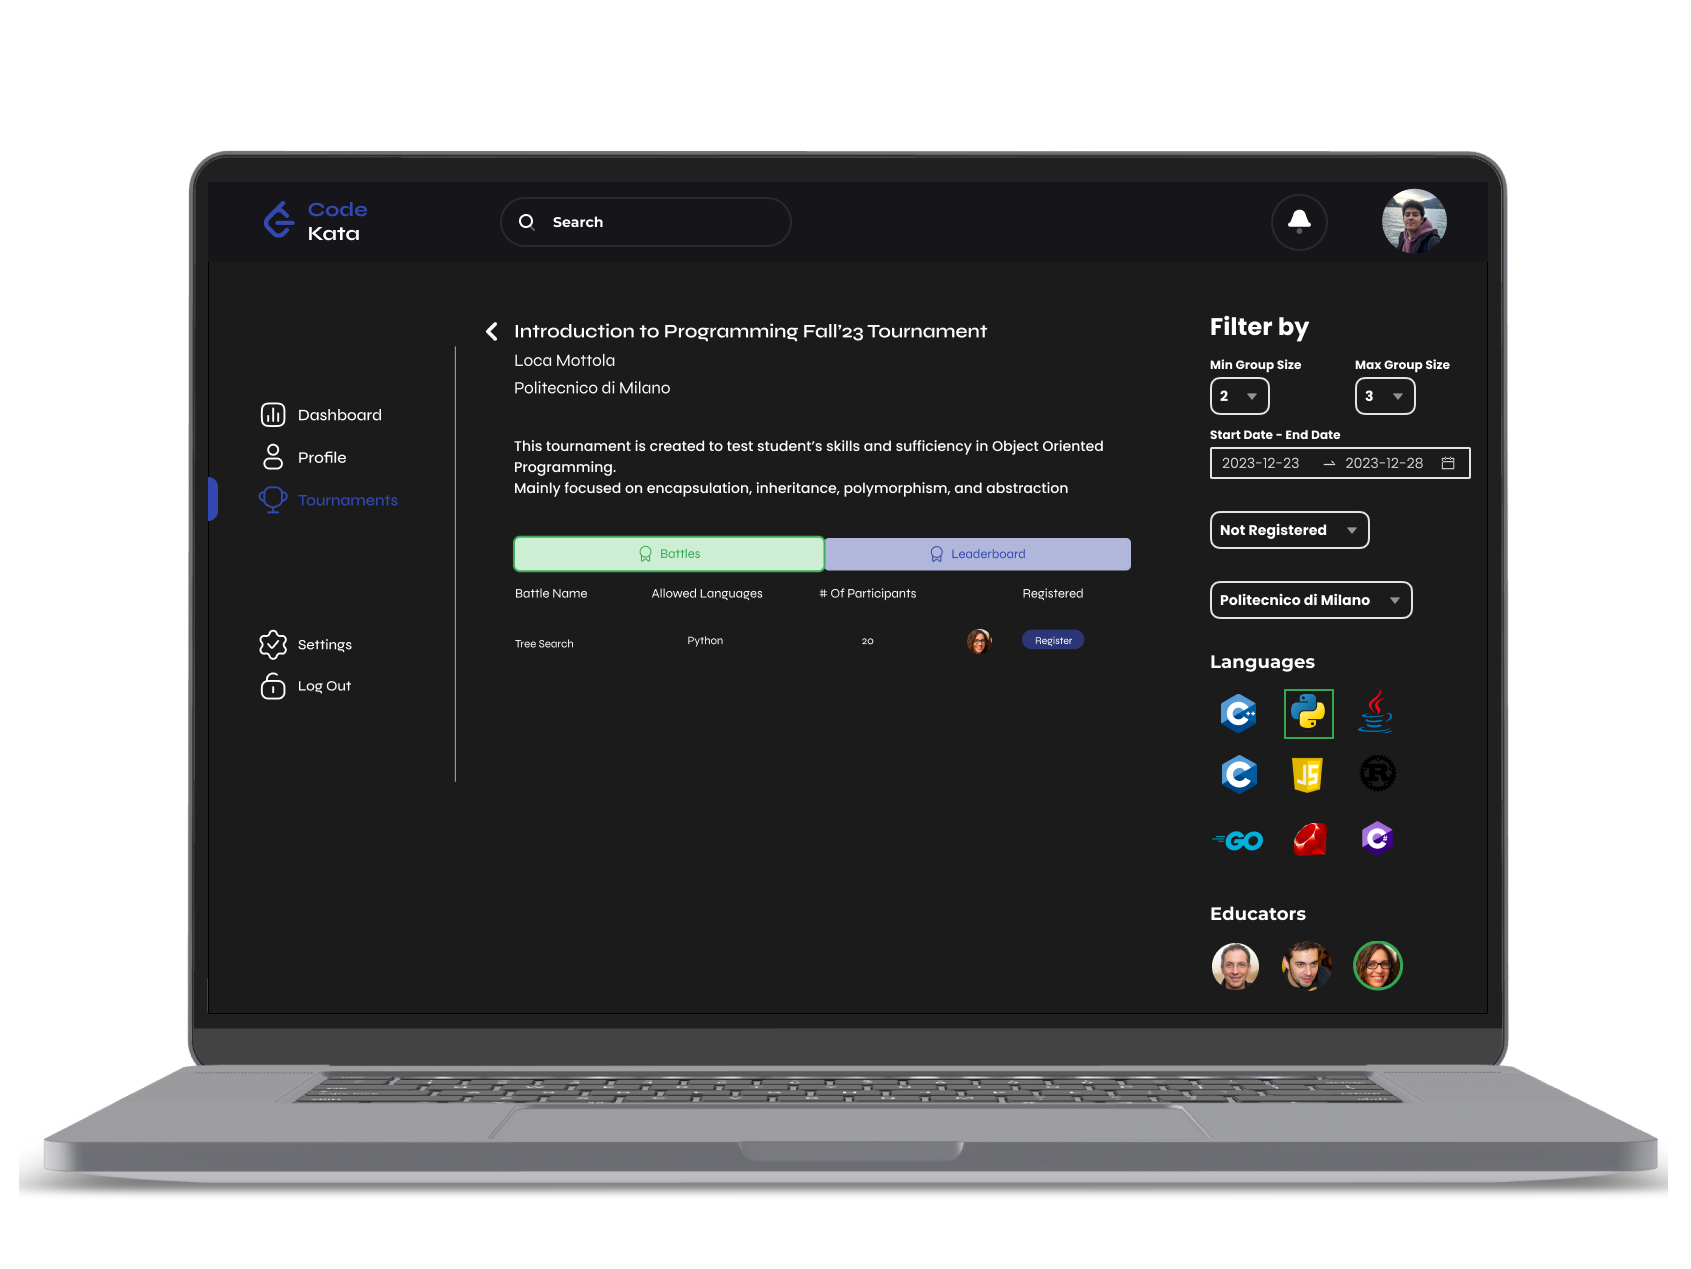 Code
Kata
Search
Dashboard
Profile
Tournaments
Settings
Log Out
Introduction to Programming Fall'23 Tournament
Loca Mottola
Politecnico di Milano
This tournament is created to test student's skills and sufficiency in Object Oriented
Programming.
Mainly focused on encapsulation, inheritance, polymorphism, and abstraction
Battles Leaderboard
Battle Name Allowed Languages # Of Participants Registered
Tree Search Python 20 Register
Filter by
Min Group Size Max Group Size
2 3
Start Date - End Date
2023-12-23 → 2023-12-28
Not Registered
Politecnico di Milano
Languages
C++
C JS R
GO C#
Educators